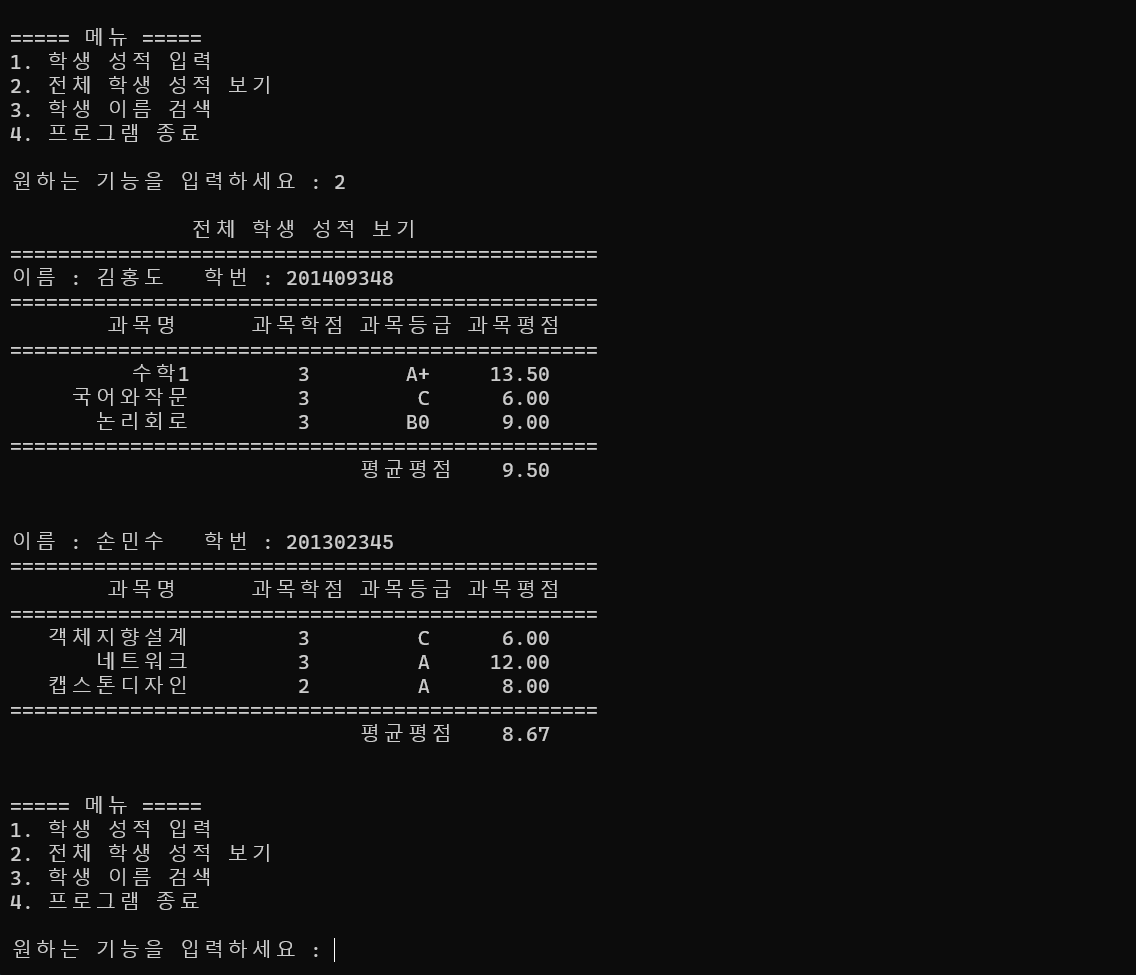 ===== 메뉴 =====
1. 학생 성적 입력
2. 전체 학생 성적 보기
3. 학생 이름 검색
4. 프로그램 종료
원하는 기능을 입력하세요 : 2
전체 학생 성적 보기
=================================================
이름 : 김홍도 학번 : 201409348
=================================================
과목명 과목학점 과목등급 과목평점
=================================================
수학1 3 A+ 13.50
국어와작문 3 C 6.00
논리회로 3 B0 9.00
=================================================
평균평점 9.50
이름 : 손민수 학번 : 201302345
=================================================
과목명 과목학점 과목등급 과목평점
=================================================
객체지향설계 3 C 6.00
네트워크 3 A 12.00
캡스톤디자인 2 A 8.00
=================================================
평균평점 8.67
===== 메뉴 =====
1. 학생 성적 입력
2. 전체 학생 성적 보기
3. 학생 이름 검색
4. 프로그램 종료
원하는 기능을 입력하세요 :